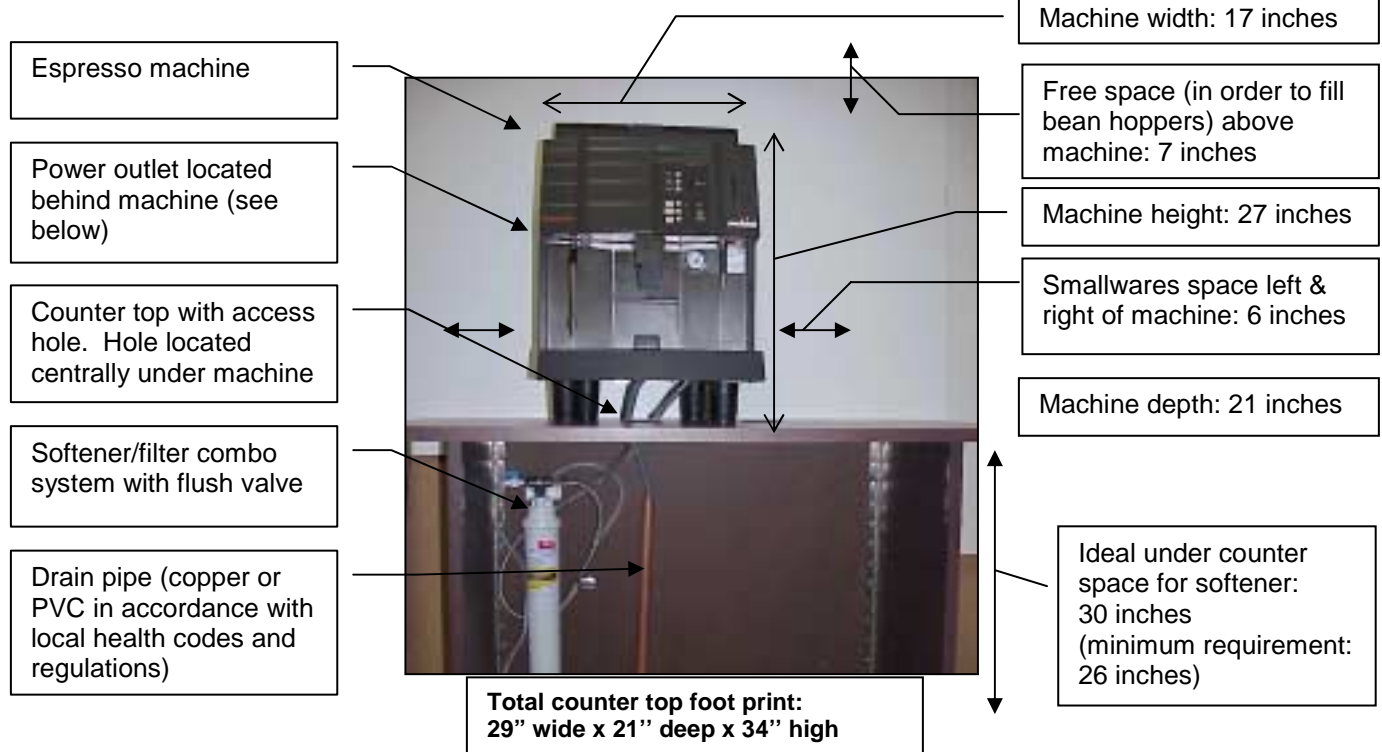 Espresso machine
Power outlet located
behind machine (see
below)
Counter top with access
hole.  Hole located
centrally under machine
Softener/filter combo
system with flush valve
Drain pipe (copper or
PVC in accordance with
local health codes and
regulations)
Machine width: 17 inches
Free space (in order to fill
bean hoppers) above
machine: 7 inches
Machine height: 27 inches
Smallwares space left &
right of machine: 6 inches
Machine depth: 21 inches
Ideal under counter
space for softener:
30 inches
(minimum requirement:
26 inches)
Total counter top foot print:
29” wide x 21’’ deep x 34’’ high